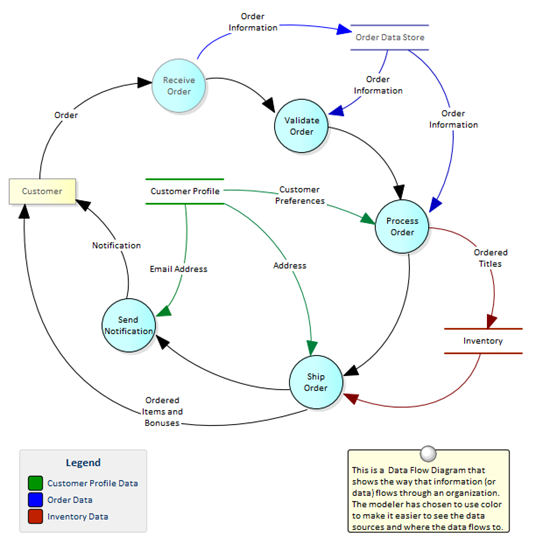 Order
Information
Order Data Store
Receive
Order
Order
Information
Order
Validate
Order
Order
Information
Customer
Customer Profile
Customer
Preferences
Process
Order
Notification
Email Address
Address
Ordered
Titles
Send
Notification
Inventory
Ship
Order
Ordered
Items and
Bonuses
Legend
Customer Profile Data
Order Data
Inventory Data
This is a Data Flow Diagram that
shows the way that information (or
data) flows through an organization.
The modeler has chosen to use color
to make it easier to see the data
sources and where the data flows to.